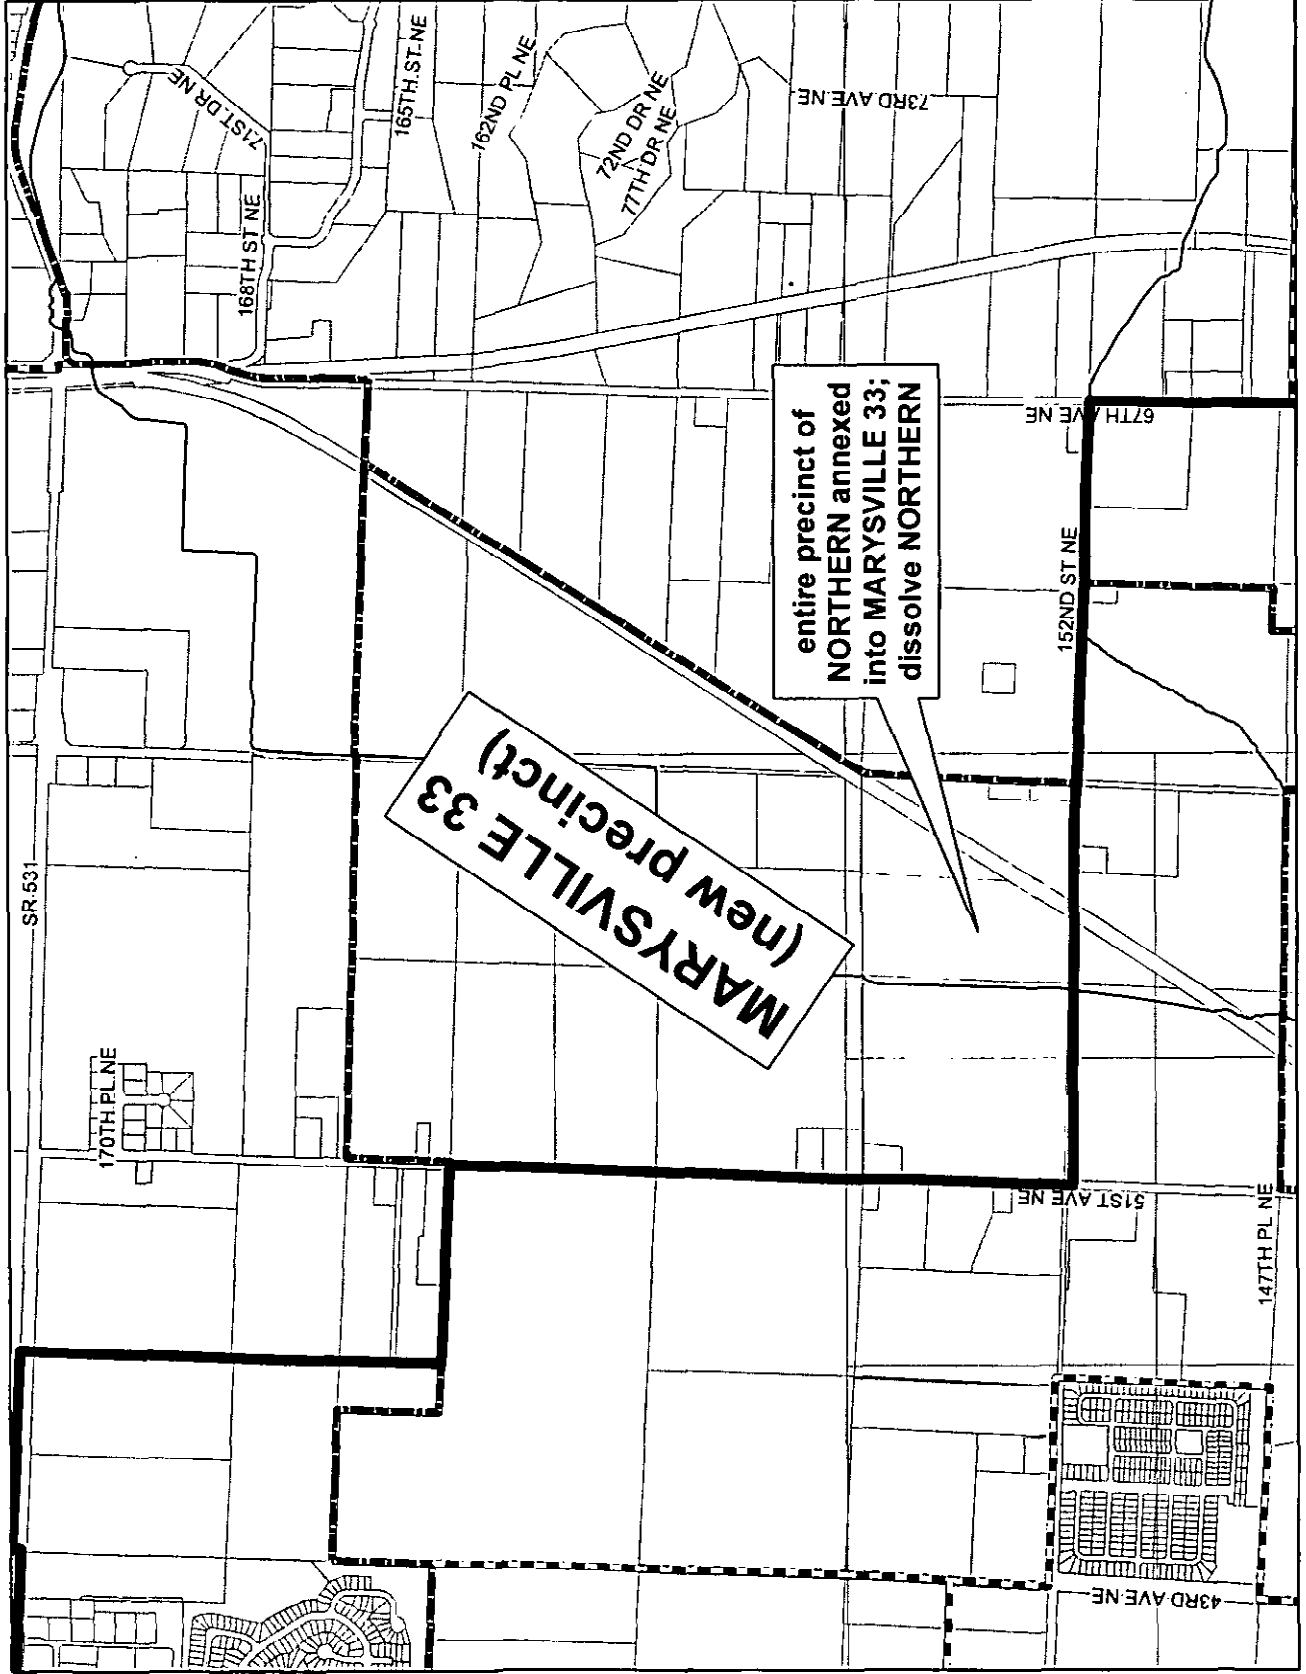 71ST DR NE
165TH ST NE
162ND PL NE
72ND DR NE
77TH DR NE
73RD AVE NE
168TH ST NE
67TH AVE NE
entire precinct of
NORTHERN annexed
into MARYSVILLE 33;
dissolve NORTHERN
152ND ST NE
MARYSVILLE 33
(new precinct)
SR 531
170TH PL NE
51ST AVE NE
147TH PL NE
43RD AVE NE